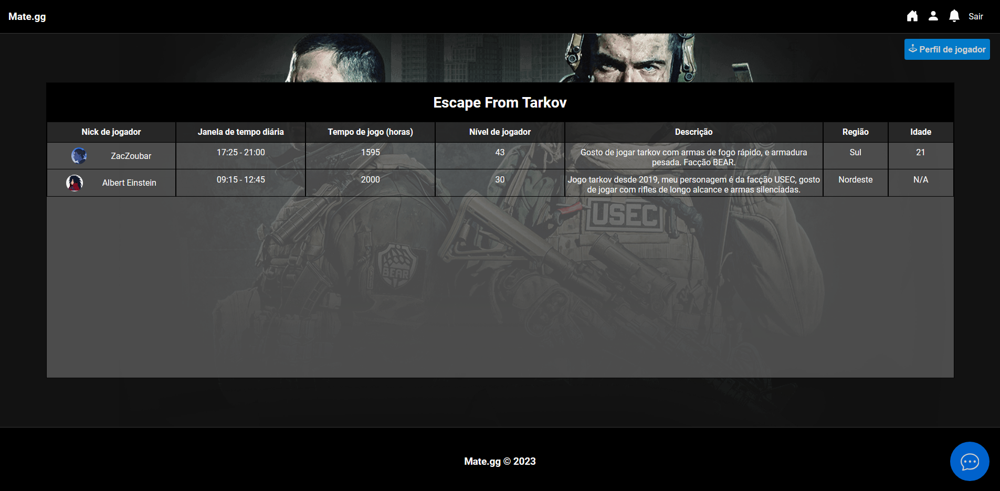 Mate.gg
Sair
Perfil de jogador
Escape From Tarkov
Nick de jogador
Janela de tempo diária
Tempo de jogo (horas)
Nível de jogador
Descrição
Região
Idade
ZacZoubar
17:25 - 21:00
1595
43
Gosto de jogar tarkov com armas de fogo rápido, e armadura
pesada. Facção BEAR.
Sul
21
Albert Einstein
09:15 - 12:45
2000
30
Jogo tarkov desde 2019, meu personagem é da facção USEC, gosto
de jogar com rifles de longo alcance e armas silenciadas.
Nordeste
N/A
USEC
BEAR
Mate.gg © 2023